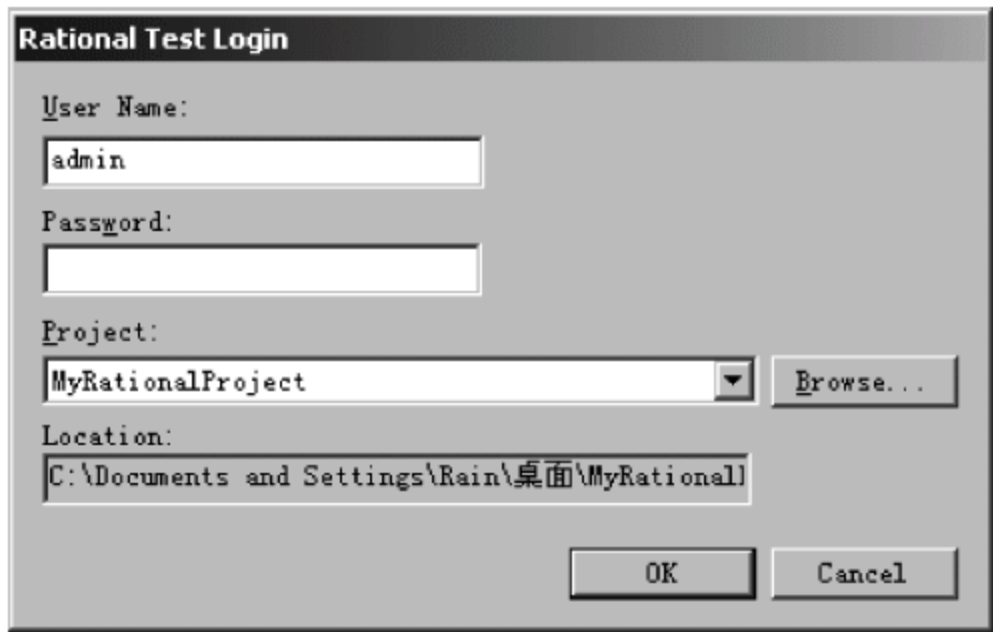 Rational Test Login
User Name:
admin
Password:
Project:
MyRationalProject
Browse...
Location:
C:\Documents and Settings\Rain\桌面\MyRational
OK
Cancel